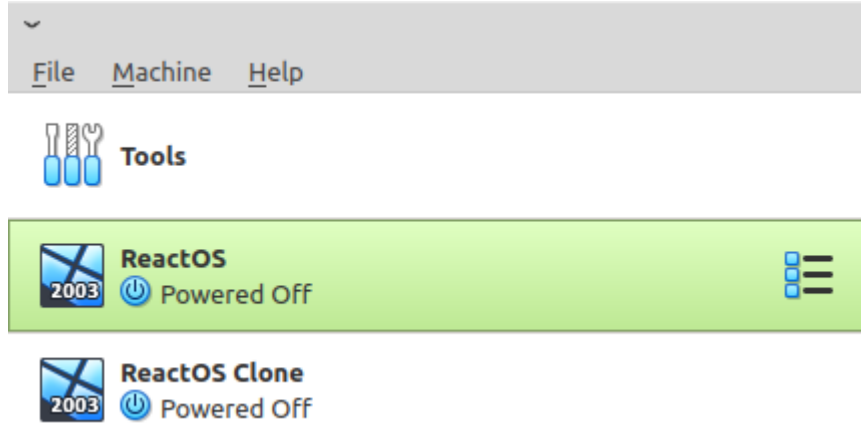 File Machine Help
Tools
ReactOS
2003
Powered Off
ReactOS Clone
2003
Powered Off